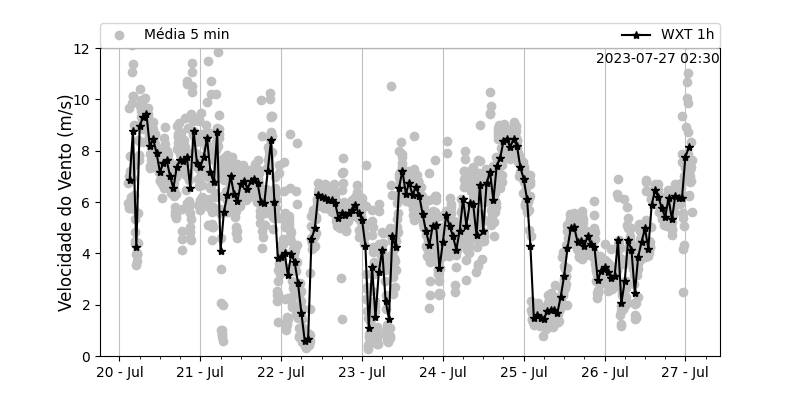 Média 5 min
WXT 1h
2023-07-27 02:30
Velocidade do Vento (m/s)
12
10
8
6
4
2
0
20 - Jul
21 - Jul
22 - Jul
23 - Jul
24 - Jul
25 - Jul
26 - Jul
27 - Jul